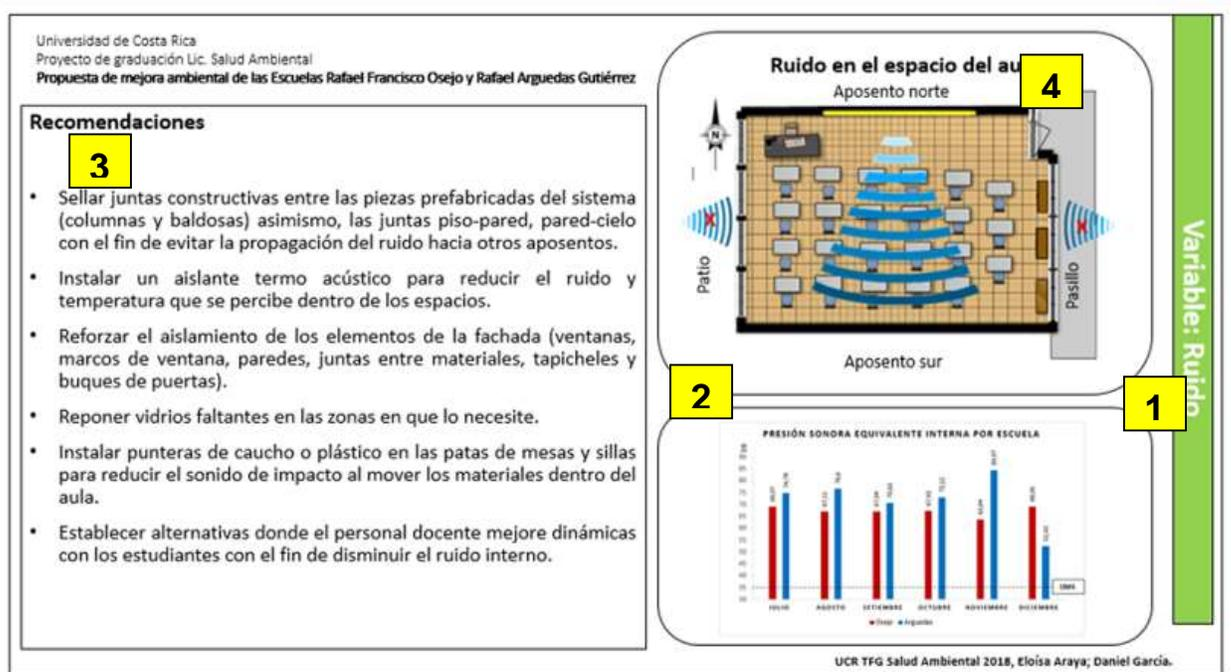 Universidad de Costa Rica
Proyecto de graduación Lic. Salud Ambiental
Propuesta de mejora ambiental de las Escuelas Rafael Francisco Osejo y Rafael Arguedas Gutiérrez
Recomendaciones
3
• Sellar juntas constructivas entre las piezas prefabricadas del sistema
(columnas y baldosas) asimismo, las juntas piso-pared, pared-cielo
con el fin de evitar la propagación del ruido hacia otros aposentos.
• Instalar un aislante termo acústico para reducir el ruido y
temperatura que se percibe dentro de los espacios.
• Reforzar el aislamiento de los elementos de la fachada (ventanas,
marcos de ventana, paredes, juntas entre materiales, tapicheles y
buques de puertas).
• Reponer vidrios faltantes en las zonas en que lo necesite.
• Instalar punteras de caucho o plástico en las patas de mesas y sillas
para reducir el sonido de impacto al mover los materiales dentro del
aula.
• Establecer alternativas donde el personal docente mejore dinámicas
con los estudiantes con el fin de disminuir el ruido interno.
Ruido en el espacio del au
4
Aposento norte
N
Patio
Pasillo
Aposento sur
2
1
Variable: Ruido
PRESIÓN SONORA EQUIVALENTE INTERNA POR ESCUELA
JULIO AGOSTO SETIEMBRE OCTUBRE NOVIEMBRE DICIEMBRE
Osejo Arguedas
UCR TFG Salud Ambiental 2018, Eloísa Araya; Daniel García.